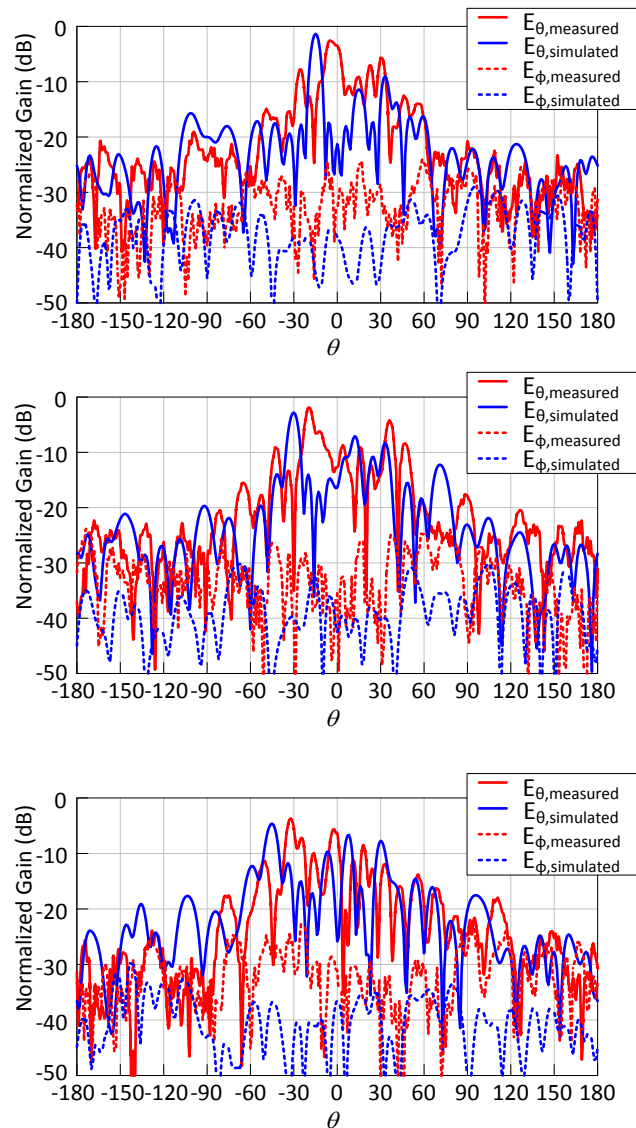 0
-10
-20
-30
-40
-50
Normalized Gain (dB)
-180 -150 -120 -90 -60 -30 0 30 60 90 120 150 180
θ
Eθ,measured
Eθ,simulated
Eϕ,measured
Eϕ,simulated
0
-10
-20
-30
-40
-50
Normalized Gain (dB)
-180 -150 -120 -90 -60 -30 0 30 60 90 120 150 180
θ
Eθ,measured
Eθ,simulated
Eϕ,measured
Eϕ,simulated
0
-10
-20
-30
-40
-50
Normalized Gain (dB)
-180 -150 -120 -90 -60 -30 0 30 60 90 120 150 180
θ
Eθ,measured
Eθ,simulated
Eϕ,measured
Eϕ,simulated